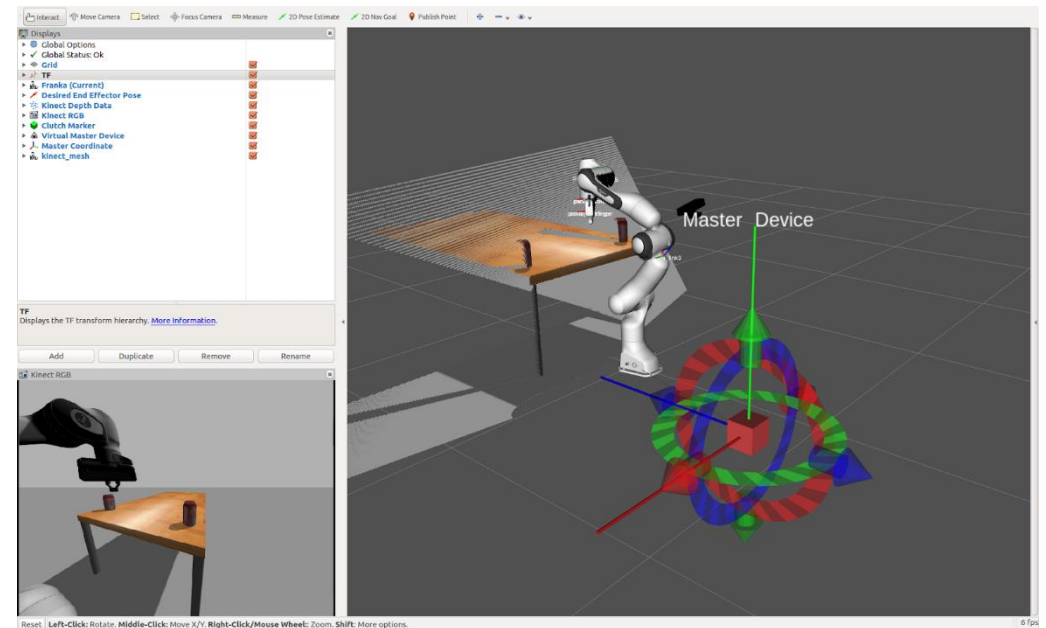 Interact Move Camera Select Focus Camera Measure 2D Pose Estimate 2D Nav Goal Publish Point
Displays
Global Options
Global Status: Ok
Grid
TF
Franka (Current)
Desired End Effector Pose
Kinect Depth Data
Kinect RGB
Clutch Marker
Virtual Master Device
Master Coordinate
kinect_mesh
TF
Displays the TF transform hierarchy. More Information.
Add Duplicate Remove Rename
Kinect RGB
Master Device
Reset Left-Click: Rotate. Middle-Click: Move X/Y. Right-Click/Mouse Wheel: Zoom. Shift: More options.
6 fps